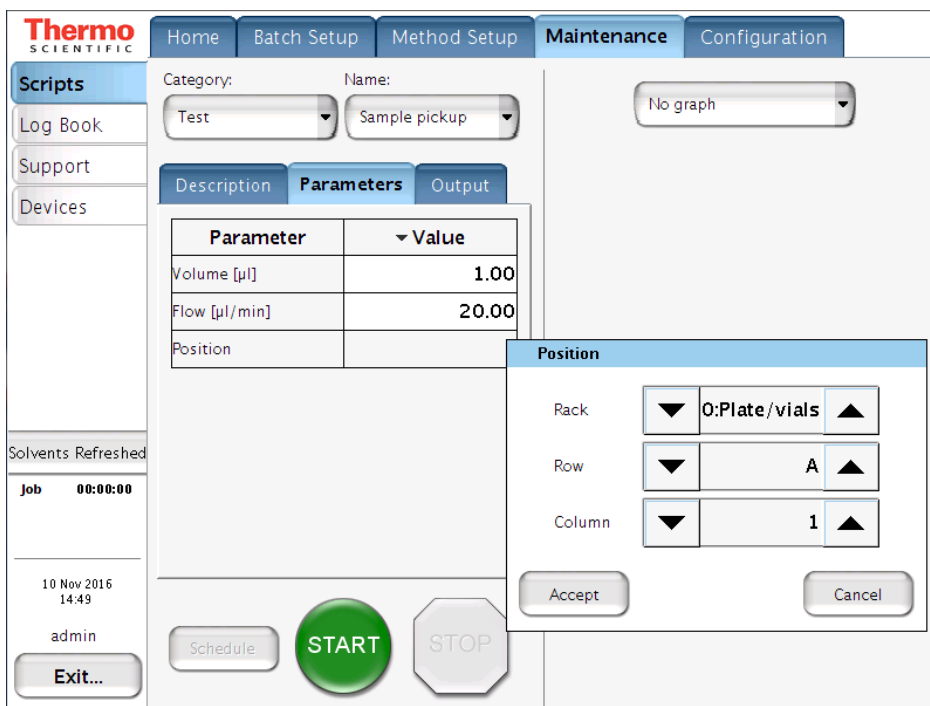 Thermo
SCIENTIFIC
Home
Batch Setup
Method Setup
Maintenance
Configuration
Scripts
Log Book
Support
Devices
Category:
Name:
Test
Sample pickup
No graph
Description
Parameters
Output
Parameter
Value
Volume [µl]
1.00
Flow [µl/min]
20.00
Position
Position
Rack
0:Plate/vials
Row
A
Column
1
Accept
Cancel
Solvents Refreshed
Job 00:00:00
10 Nov 2016
14:49
admin
Exit...
Schedule
START
STOP